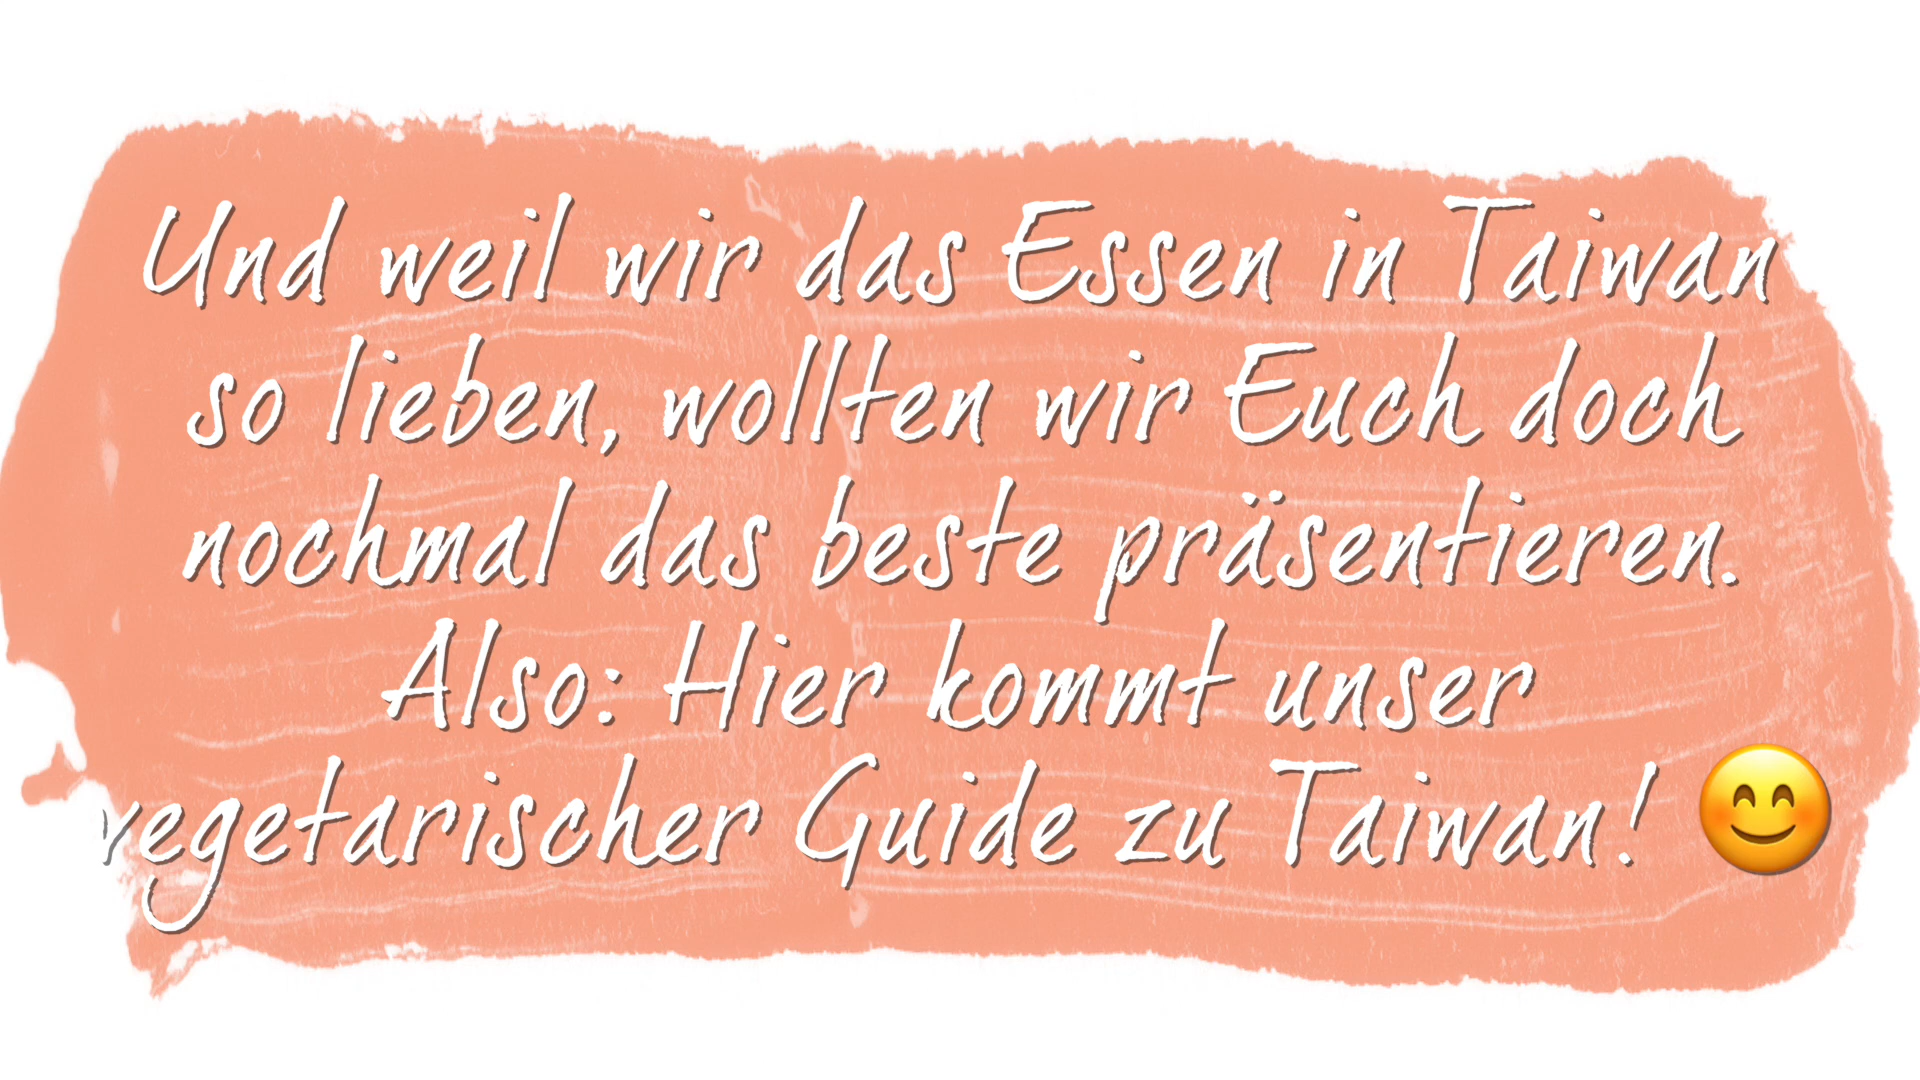 Und weil wir das Essen in Taiwan
so lieben, wollten wir Euch doch
nochmal das beste präsentieren.
Also: Hier kommt unser
vegetarischer Guide zu Taiwan! 😊